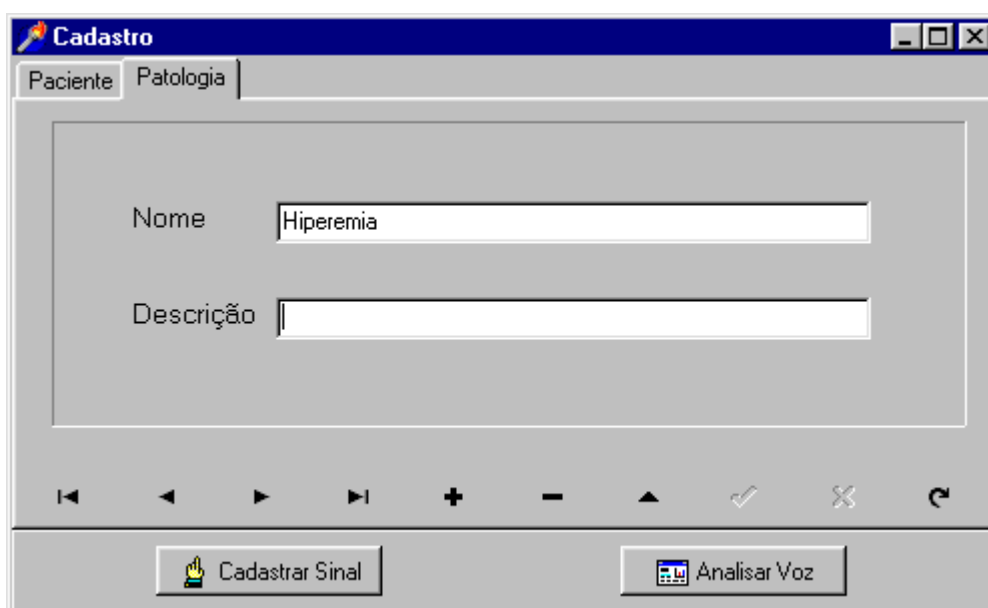 Cadastro
Paciente Patologia
Nome Hiperemia
Descrição
Cadastrar Sinal Analisar Voz